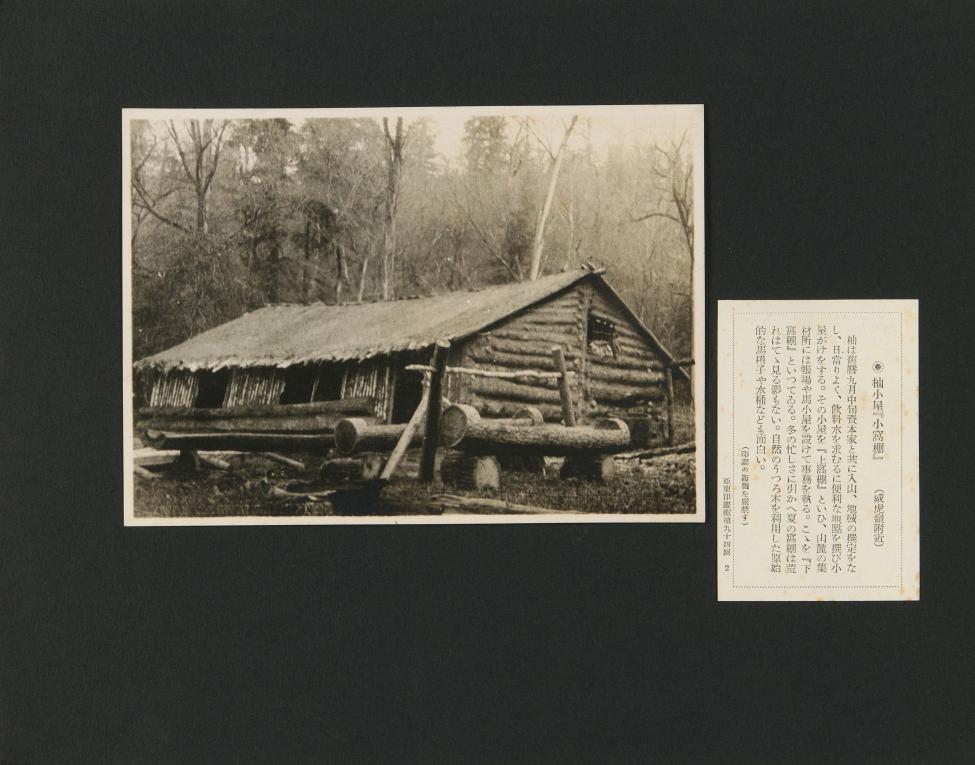 ◉ 杣小屋『小窩棚』 (威虎嶺附近)
杣は舊曆九月中旬資本家と共に入山、地域の撰定をな
し、日當りよく、飮料水を求むるに便利な地點を撰び小
屋がけをする。その小屋を『上窩棚』といひ、山麓の集
材所には帳場や馬小屋を設けて事務を執る。こゝを『下
窩棚』といつてゐる。冬の忙しさに引かへ夏の窩棚は荒
れはてゝ見る影もない。自然のうつろ木を利用した原始
的な馬槽子や水桶なども面白い。
(印畫の複製を嚴禁す)
亞東印畫輯第九十四回 2